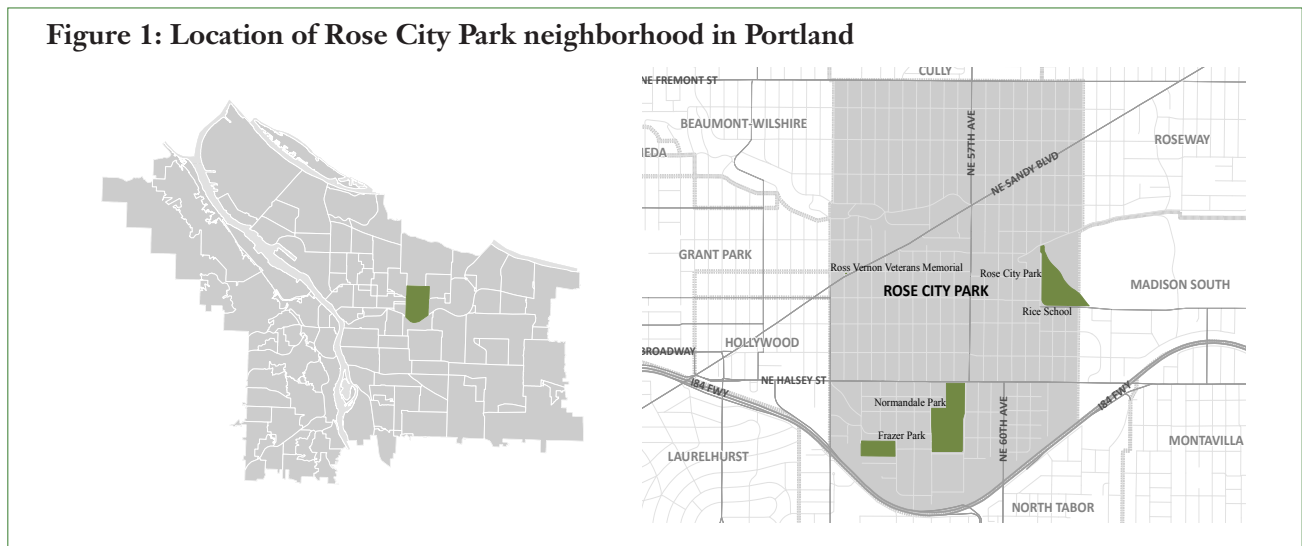 Figure 1: Location of Rose City Park neighborhood in Portland
CULLY
NE FREMONT ST
BEAUMONT-WILSHIRE
NE 57TH AVE
ROSEWAY
MEDA
NE SANDY BLVD
GRANT PARK
Ross Vernon Veterans Memorial
Rose City Park
ROSE CITY PARK
MADISON SOUTH
Rice School
HOLLYWOOD
BROADWAY
NE HALSEY ST
I84 FWY
I84 FWY
Normandale Park
NE 60TH AVE
Frazer Park
MONTAVILLA
LAURELHURST
NORTH TABOR